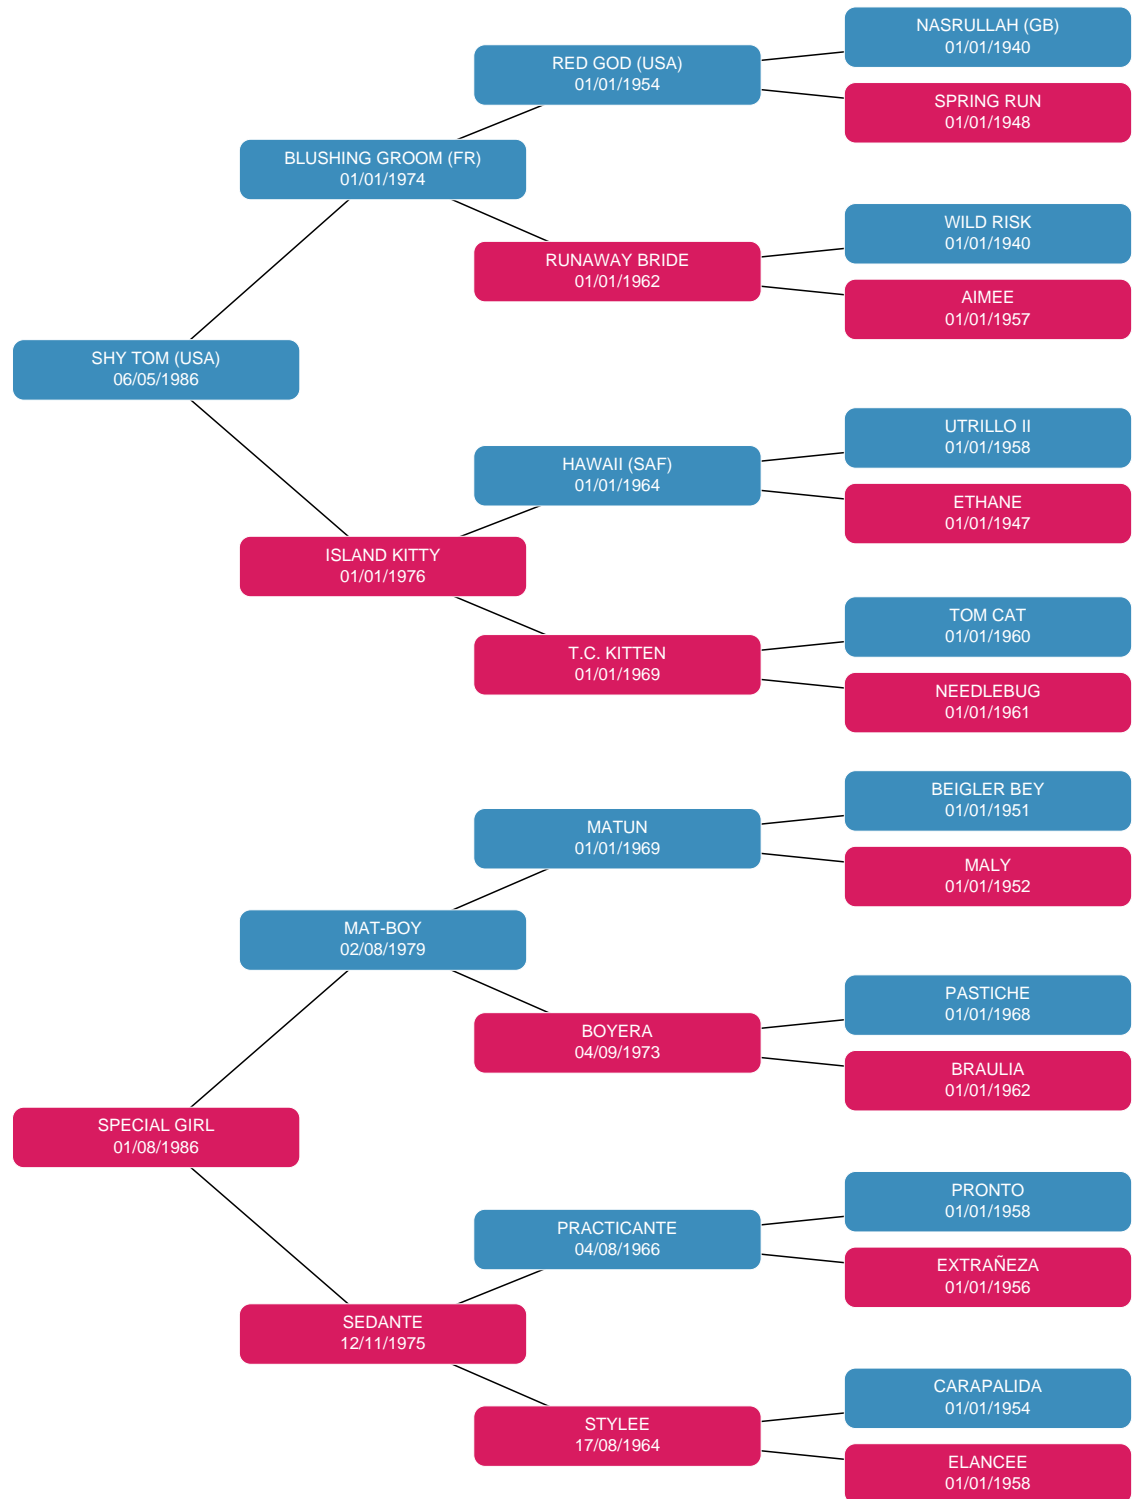 NASRULLAH (GB)
01/01/1940
RED GOD (USA)
01/01/1954
SPRING RUN
01/01/1948
BLUSHING GROOM (FR)
01/01/1974
WILD RISK
01/01/1940
RUNAWAY BRIDE
01/01/1962
AIMEE
01/01/1957
SHY TOM (USA)
06/05/1986
UTRILLO II
01/01/1958
HAWAII (SAF)
01/01/1964
ETHANE
01/01/1947
ISLAND KITTY
01/01/1976
TOM CAT
01/01/1960
T.C. KITTEN
01/01/1969
NEEDLEBUG
01/01/1961
BEIGLER BEY
01/01/1951
MATUN
01/01/1969
MALY
01/01/1952
MAT-BOY
02/08/1979
PASTICHE
01/01/1968
BOYERA
04/09/1973
BRAULIA
01/01/1962
SPECIAL GIRL
01/08/1986
PRONTO
01/01/1958
PRACTICANTE
04/08/1966
EXTRAÑEZA
01/01/1956
SEDANTE
12/11/1975
CARAPALIDA
01/01/1954
STYLEE
17/08/1964
ELANCEE
01/01/1958